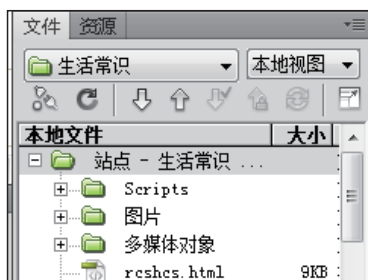 文件 资源
生活常识 本地视图
本地文件 大小
站点 - 生活常识 ...
Scripts
图片
多媒体对象
rcshcs.html 9KB